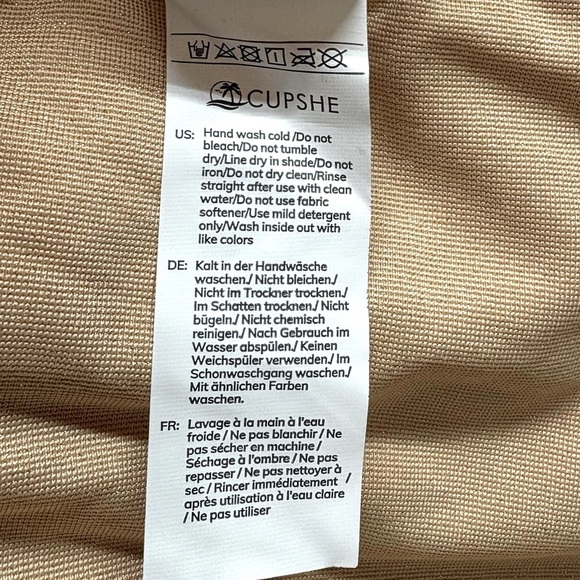 CUPSHE
US: Hand wash cold /Do not
bleach/Do not tumble
dry/Line dry in shade/Do not
iron/Do not dry clean/Rinse
straight after use with clean
water/Do not use fabric
softener/Use mild detergent
only/Wash inside out with
like colors
DE: Kalt in der Handwäsche
waschen./ Nicht bleichen./
Nicht im Trockner trocknen./
Im Schatten trocknen./ Nicht
bügeln./ Nicht chemisch
reinigen./ Nach Gebrauch im
Wasser abspülen./ Keinen
Weichspüler verwenden./ Im
Schonwaschgang waschen./
Mit ähnlichen Farben
waschen.
FR: Lavage à la main à l'eau
froide / Ne pas blanchir / Ne
pas sécher en machine /
Séchage à l'ombre / Ne pas
repasser / Ne pas nettoyer à
sec / Rincer immédiatement /
après utilisation à l'eau claire
/ Ne pas utiliser